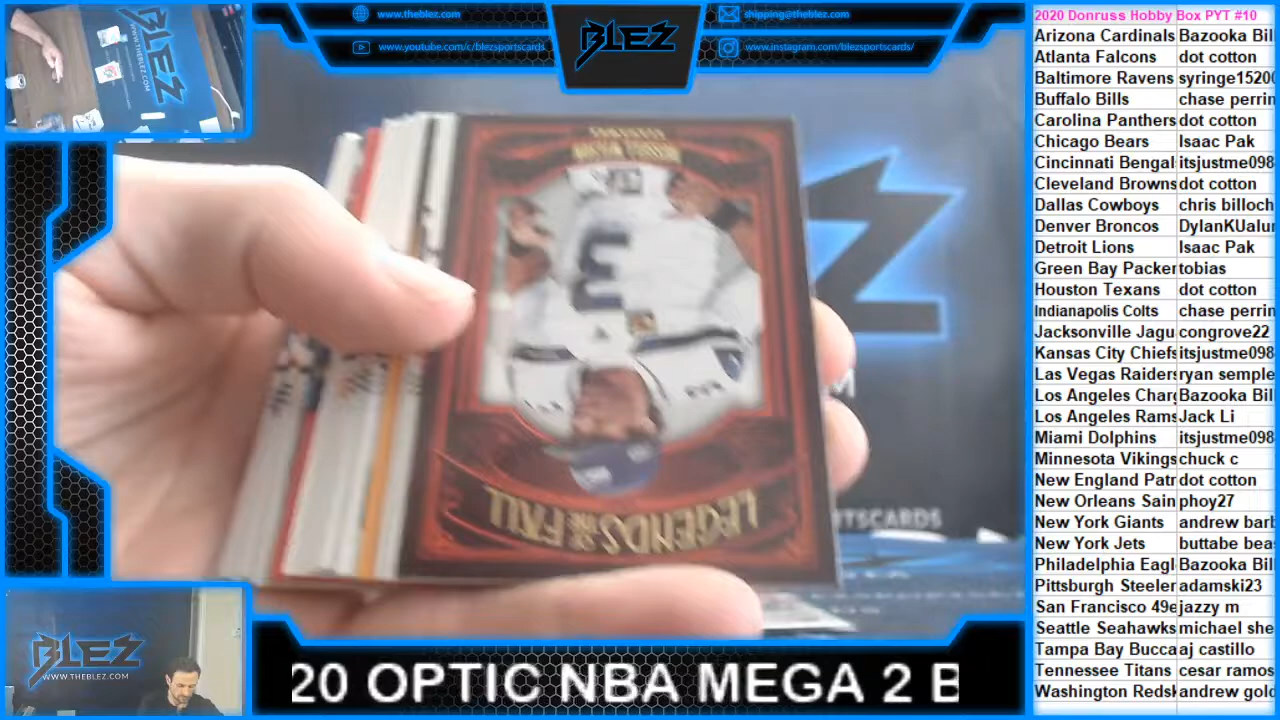 www.theblez.com
www.youtube.com/c/blezsportscards
BLEZ
shipping@theblez.com
www.instagram.com/blezsportscards/
2020 Donruss Hobby Box PYT #10
Arizona Cardinals Bazooka Bil
Atlanta Falcons dot cotton
Baltimore Ravens syringe1520
Buffalo Bills chase perrin
Carolina Panthers dot cotton
Chicago Bears Isaac Pak
Cincinnati Bengal itsjustme098
Cleveland Browns dot cotton
Dallas Cowboys chris billoch
Denver Broncos DylanKUalu
Detroit Lions Isaac Pak
Green Bay Packer tobias
Houston Texans dot cotton
Indianapolis Colts chase perrin
Jacksonville Jagu congrove22
Kansas City Chiefs itsjustme098
Las Vegas Raiders ryan semple
Los Angeles Charg Bazooka Bil
Los Angeles Rams Jack Li
Miami Dolphins itsjustme098
Minnesota Vikings chuck c
New England Patr dot cotton
New Orleans Sain phoy27
New York Giants andrew barb
New York Jets buttabe bea
Philadelphia Eagl Bazooka Bil
Pittsburgh Steeler adamski23
San Francisco 49e jazzy m
Seattle Seahawks michael she
Tampa Bay Bucca aj castillo
Tennessee Titans cesar ramos
Washington Redsk andrew gold
LEGENDS OF THE FALL
3
TSCARDS
BLEZ
WWW.THEBLEZ.COM
BLEZ
WWW.THEBLEZ.COM
20 OPTIC NBA MEGA 2 B